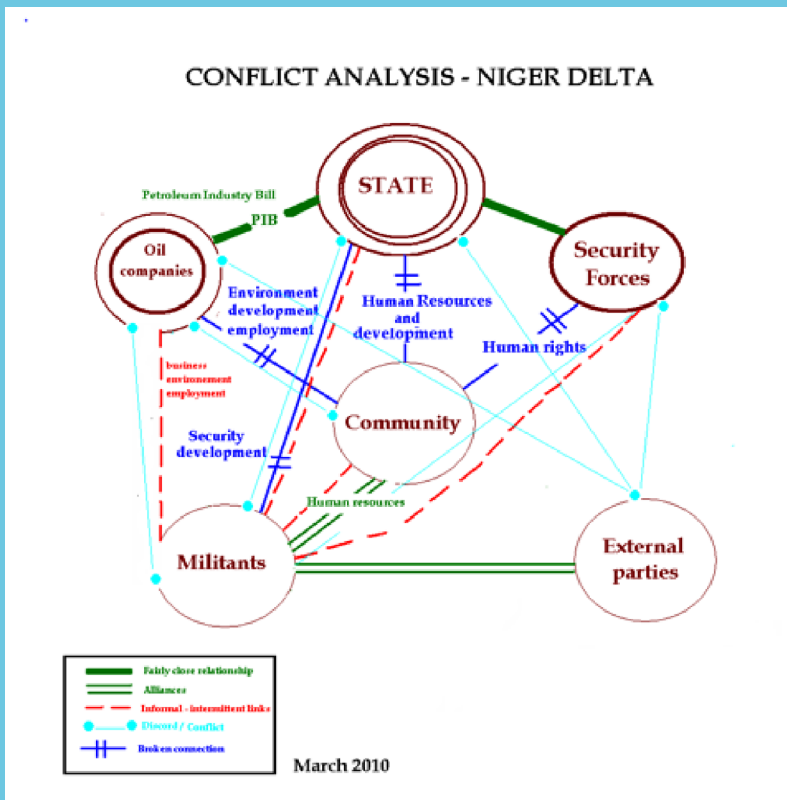 CONFLICT ANALYSIS - NIGER DELTA
STATE
Petroleum Industry Bill
PIB
Oil
companies
Security
Forces
Environment
development
employment
Human Resources
and
development
Human rights
business
environement
employment
Community
Security
development
Human resources
Militants
External
parties
Fairly close relationship
Alliances
Informal - intermittent links
Discord / Conflict
Broken connection
March 2010